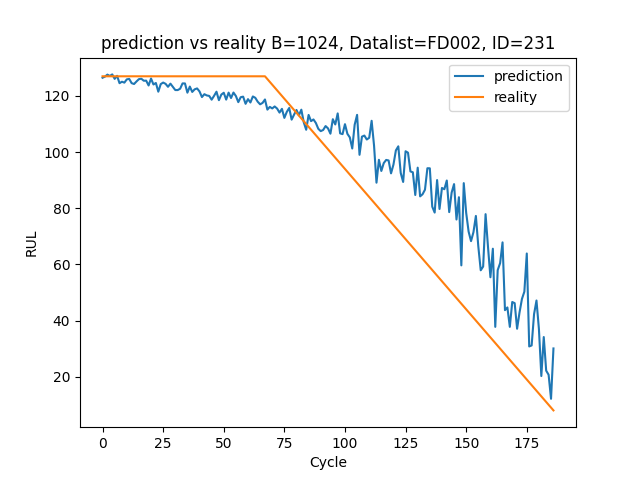 prediction vs reality B=1024, Datalist=FD002, ID=231
prediction
reality
RUL
120
100
80
60
40
20
0 25 50 75 100 125 150 175
Cycle